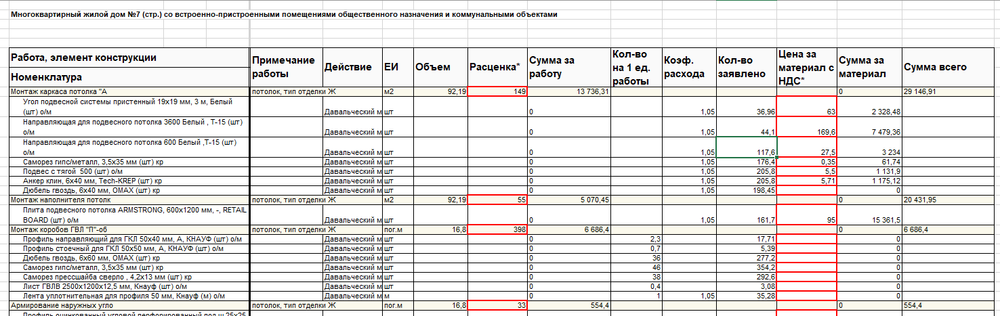 Многоквартирный жилой дом №7 (стр.) со встроенно-пристроенными помещениями общественного назначения и коммунальными объектами
Работа, элемент конструкции
Номенклатура
Примечание работы
Действие
ЕИ
Объем
Расценка*
Сумма за работу
Кол-во на 1 ед. работы
Коэф. расхода
Кол-во заявлено
Цена за материал с НДС*
Сумма за материал
Сумма всего
Монтаж каркаса потолка "А потолок, тип отделки Ж м2 92,19 149 13 736,31 0 29 146,91
Угол подвесной системы пристенный 19х19 мм, 3 м, Белый
(шт) о/м Давальческий м шт 0 1,05 36,96 63 2 328,48
Направляющая для подвесного потолка 3600 Белый , Т-15 (шт)
о/м Давальческий м шт 0 1,05 44,1 169,6 7 479,36
Направляющая для подвесного потолка 600 Белый ,Т-15 (шт)
о/м Давальческий м шт 0 1,05 117,6 27,5 3 234
Саморез гипс/металл, 3,5х35 мм (шт) кр Давальческий м шт 0 1,05 176,4 0,35 61,74
Подвес с тягой 500 (шт) о/м Давальческий м шт 0 1,05 205,8 5,5 1 131,9
Анкер клин, 6х40 мм, Tech-KREP (шт) кр Давальческий м шт 0 1,05 205,8 5,71 1 175,12
Дюбель гвоздь, 6х40 мм, OMAX (шт) кр Давальческий м шт 0 1,05 198,45 0
Монтаж наполнителя потолк потолок, тип отделки Ж м2 92,19 55 5 070,45 0 20 431,95
Плита подвесного потолка ARMSTRONG, 600х1200 мм, -, RETAIL
BOARD (шт) о/м Давальческий м шт 0 1,05 161,7 95 15 361,5
Монтаж коробов ГВЛ "П"-об потолок, тип отделки Ж пог.м 16,8 398 6 686,4 0 6 686,4
Профиль направляющий для ГКЛ 50х40 мм, А, КНАУФ (шт) о/м Давальческий м шт 0 2,3 17,71 0
Профиль стоечный для ГКЛ 50х50 мм, А, КНАУФ (шт) о/м Давальческий м шт 0 0,7 5,39 0
Дюбель гвоздь, 6х60 мм, OMAX (шт) кр Давальческий м шт 0 36 277,2 0
Саморез гипс/металл, 3,5х35 мм (шт) кр Давальческий м шт 0 46 354,2 0
Саморез прессшайба сверло , 4,2х13 мм (шт) кр Давальческий м шт 0 38 292,6 0
Лист ГВЛВ 2500х1200х12,5 мм, Кнауф (шт) о/м Давальческий м шт 0 0,4 3,08 0
Лента уплотнительная для профиля 50 мм, Кнауф (м) о/м Давальческий м м 0 1 1,05 35,28 0
Армирование наружных угло потолок, тип отделки Ж пог.м 16,8 33 554,4 0 554,4
Профиль оцинкованный угловой перфорированный под ш 25х25